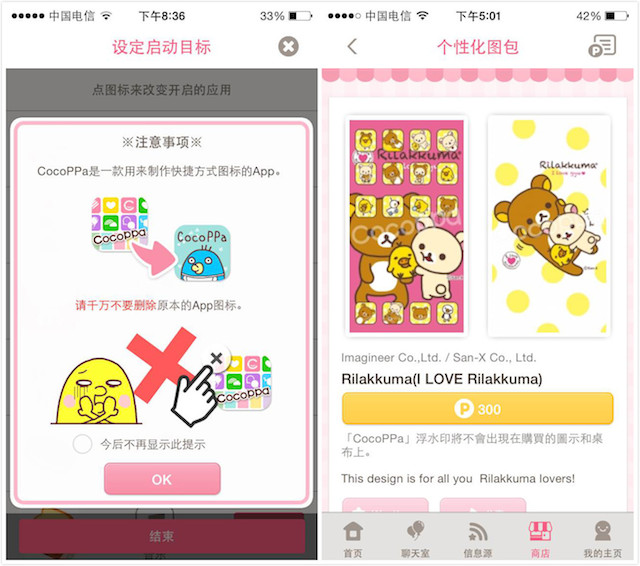 中国电信 下午8:36 33%
设定启动目标
点图标来改变开启的应用
※注意事项※
CocoPPa是一款用来制作快捷方式图标的App。
CocoPPa
CocoPPa
请千万不要删除原本的App图标。
CocoPPa
今后不再显示此提示
OK
结束
中国电信 下午5:01 42%
个性化图包
P
Rilakkuma
CocoPPa
Rilakkuma
I love you
Imagineer Co.,Ltd. / San-X Co., Ltd.
Rilakkuma(I LOVE Rilakkuma)
P 300
「CocoPPa」浮水印將不會出現在購買的圖示和桌
布上。
This design is for all you Rilakkuma lovers!
首页 聊天室 信息源 商店 我的主页